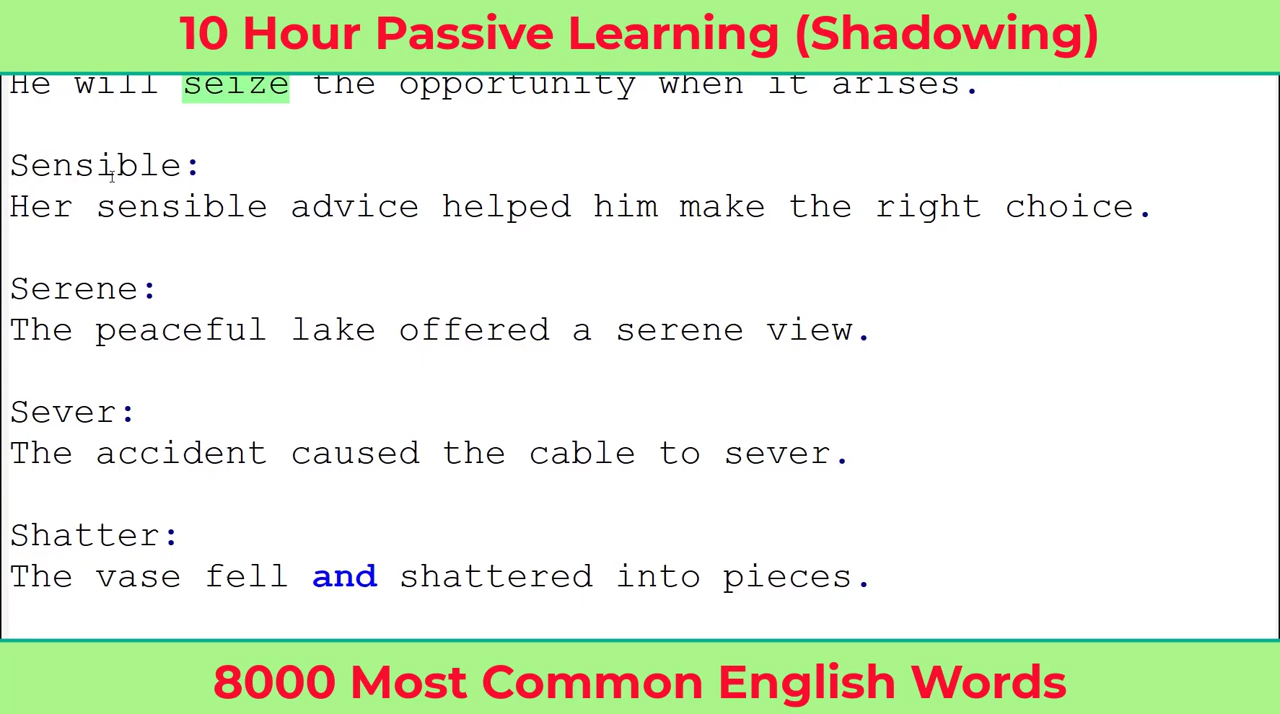 10 Hour Passive Learning (Shadowing)
He will seize the opportunity when it arises.
Sensible:
Her sensible advice helped him make the right choice.
Serene:
The peaceful lake offered a serene view.
Sever:
The accident caused the cable to sever.
Shatter:
The vase fell and shattered into pieces.
8000 Most Common English Words